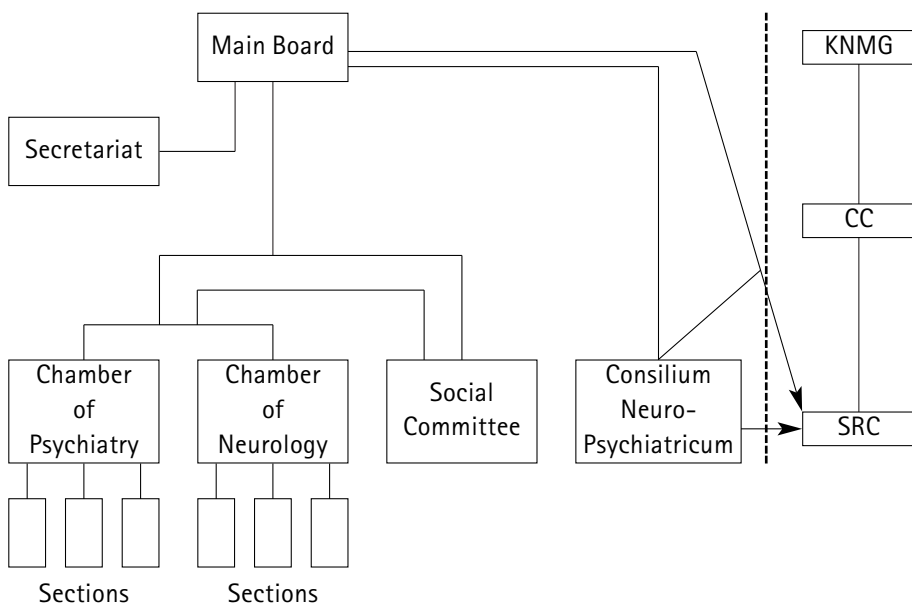 Main Board
KNMG
Secretariat
CC
Chamber
of
Psychiatry
Chamber
of
Neurology
Social
Committee
Consilium
Neuro-
Psychiatricum
SRC
Sections
Sections